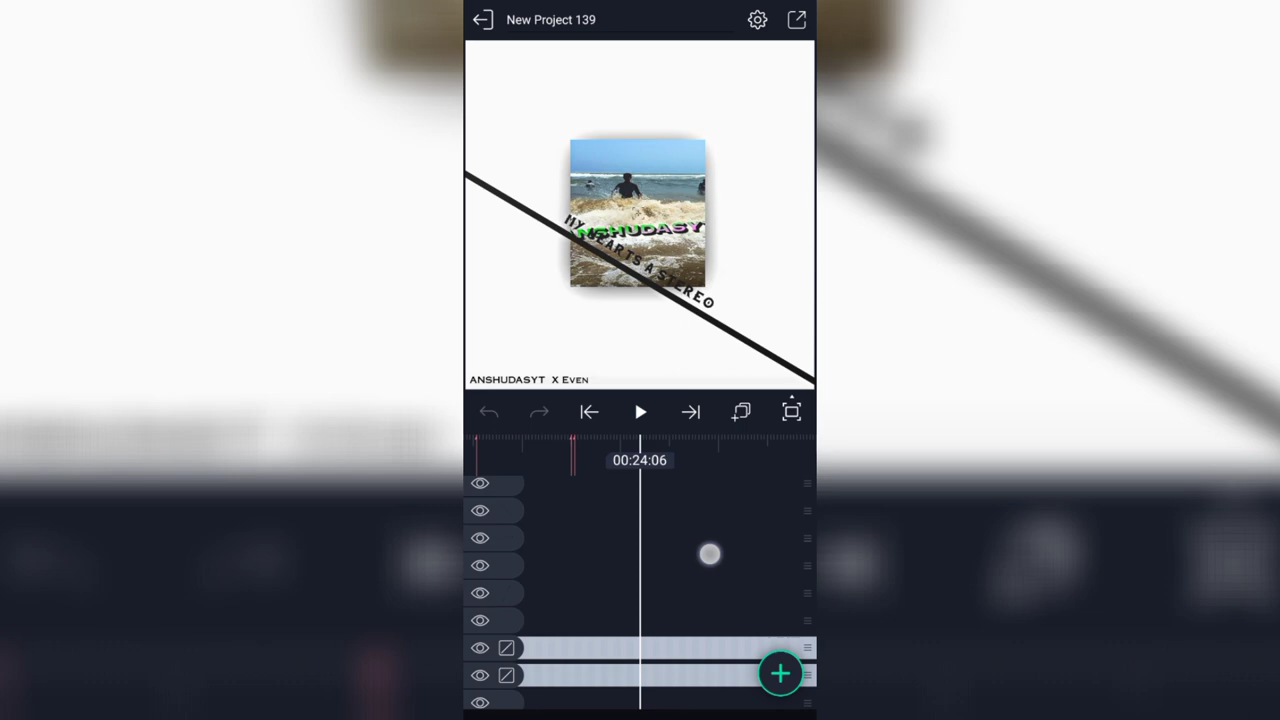 New Project 139
MY HEARTS A STEREO
ANSHUDASY
ANSHUDASYT X EVEN
00:24:06